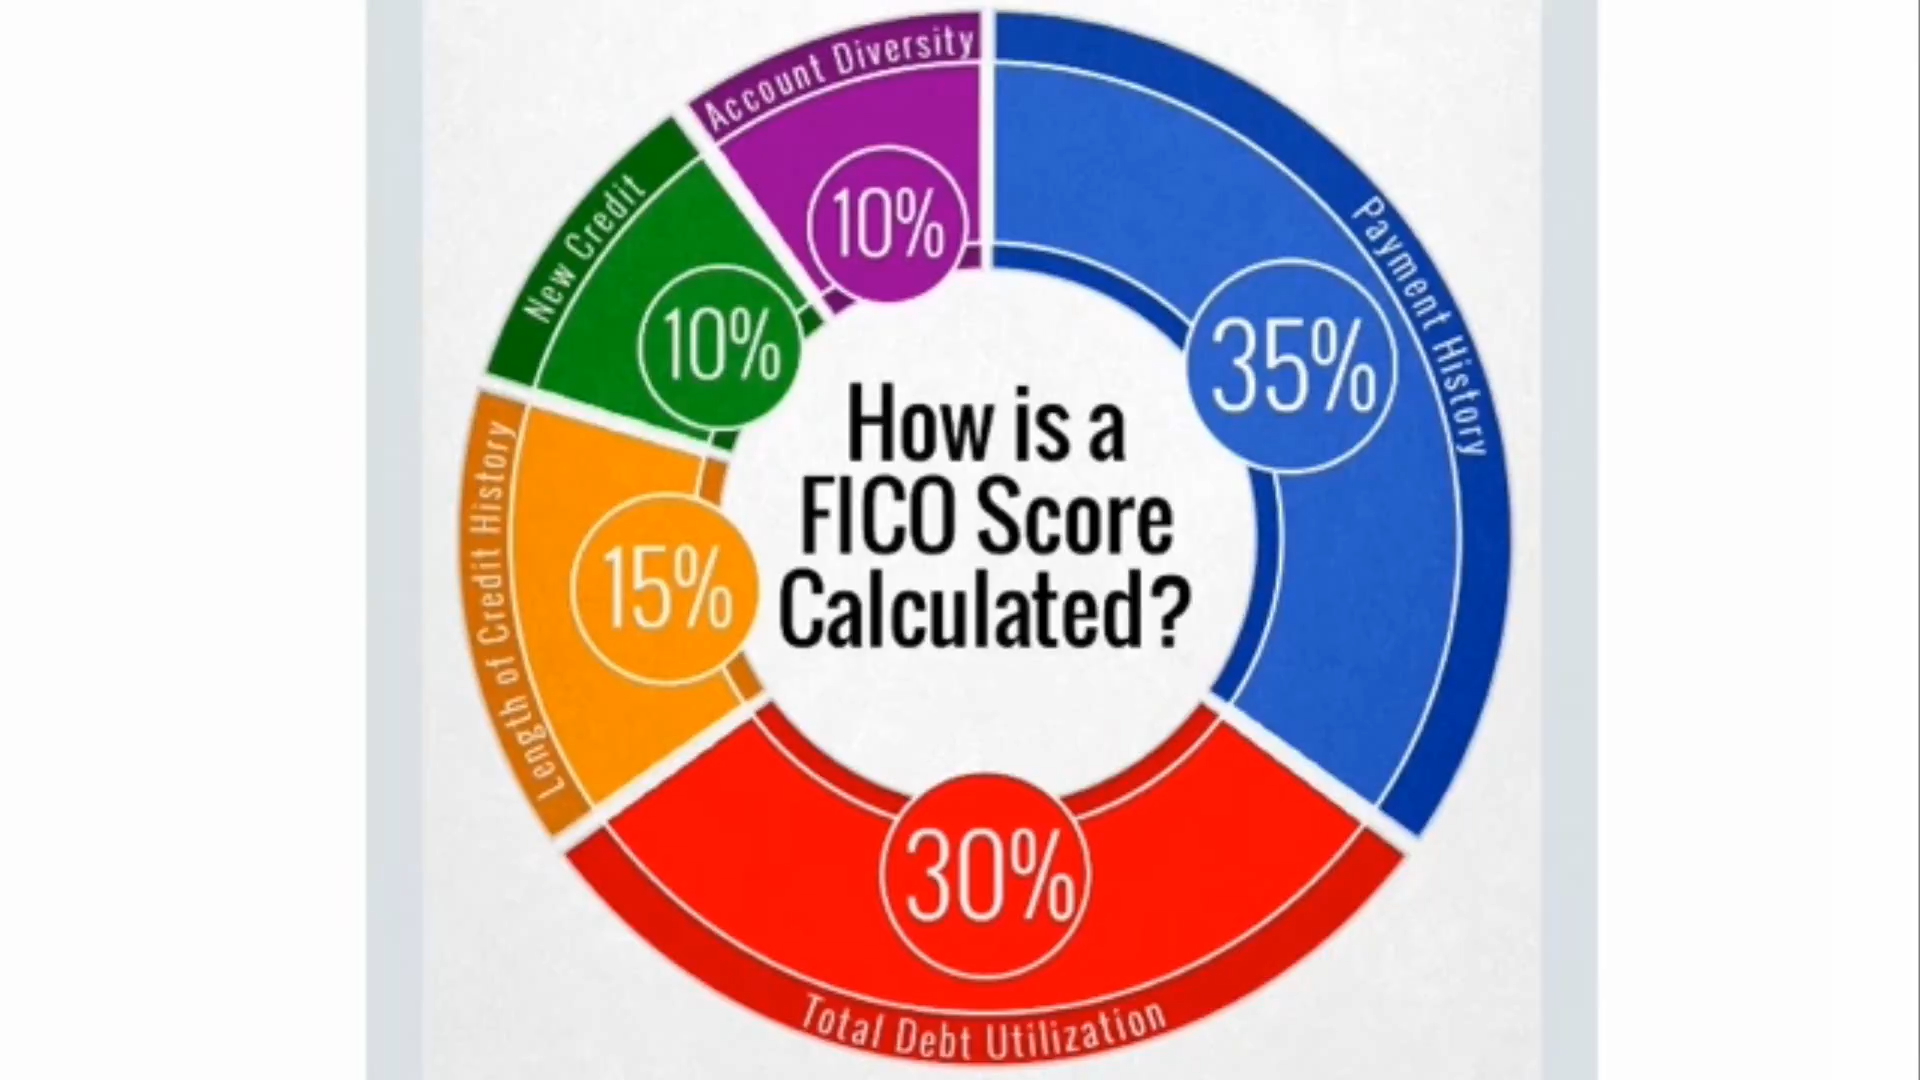 Account Diversity
10%
Payment History
35%
New Credit
10%
How is a
FICO Score
Calculated?
Length of Credit History
15%
30%
Total Debt Utilization